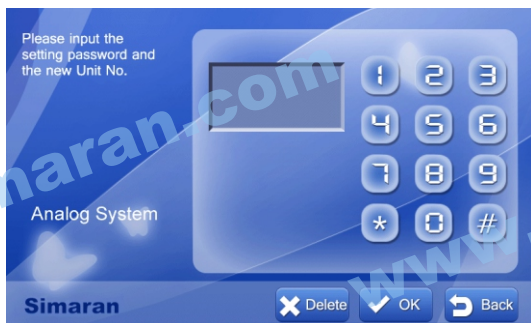 Please input the
setting password and
the new Unit No.
1 2 3
4 5 6
7 8 9
* 0 #
Analog System
Simaran
Delete OK Back
maran.com
www.